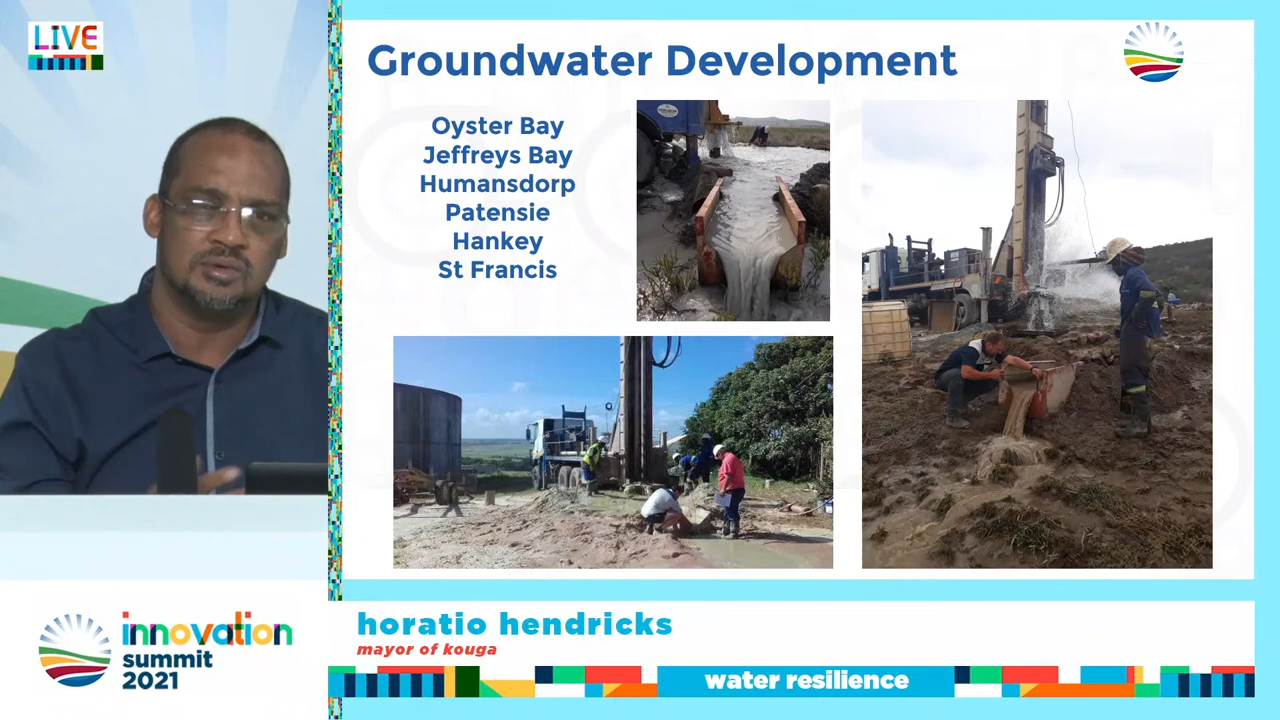 LIVE
Groundwater Development
Oyster Bay
Jeffreys Bay
Humansdorp
Patensie
Hankey
St Francis
innovation
summit
2021
horatio hendricks
mayor of kouga
water resilience